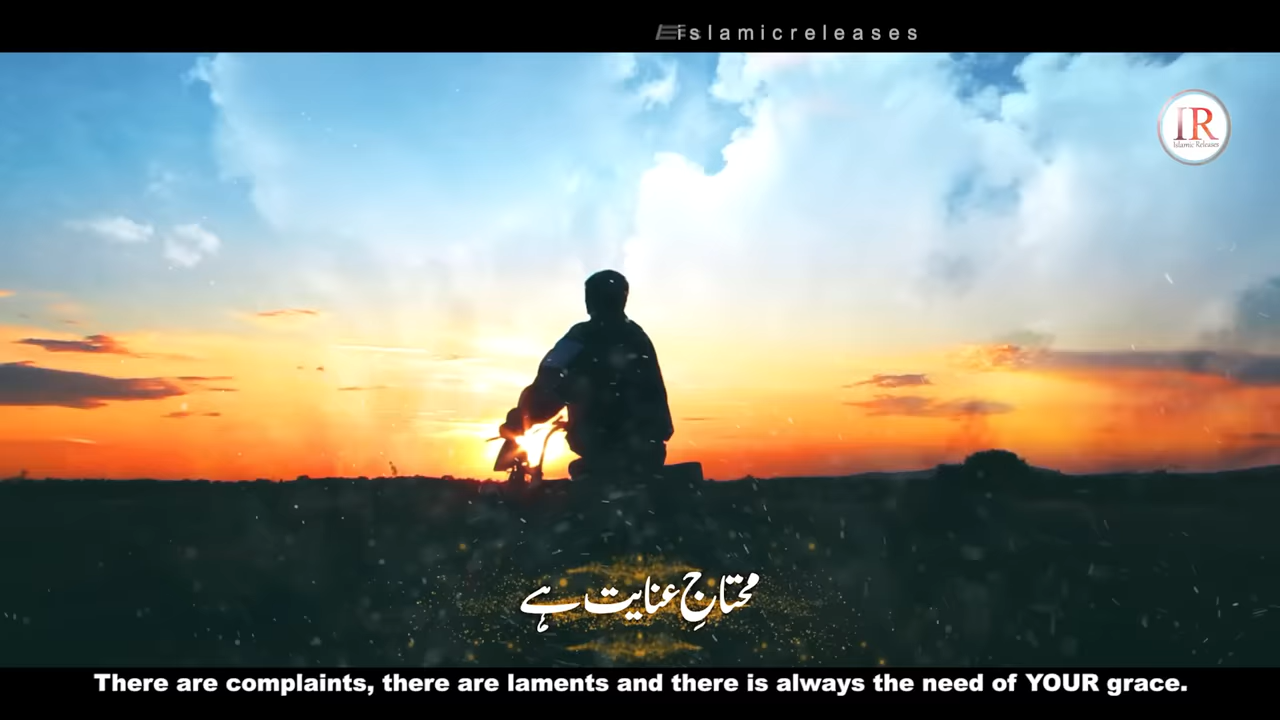 islamicreleases
IR
Islamic Releases
محتاجِ عنایت ہے
There are complaints, there are laments and there is always the need of YOUR grace.